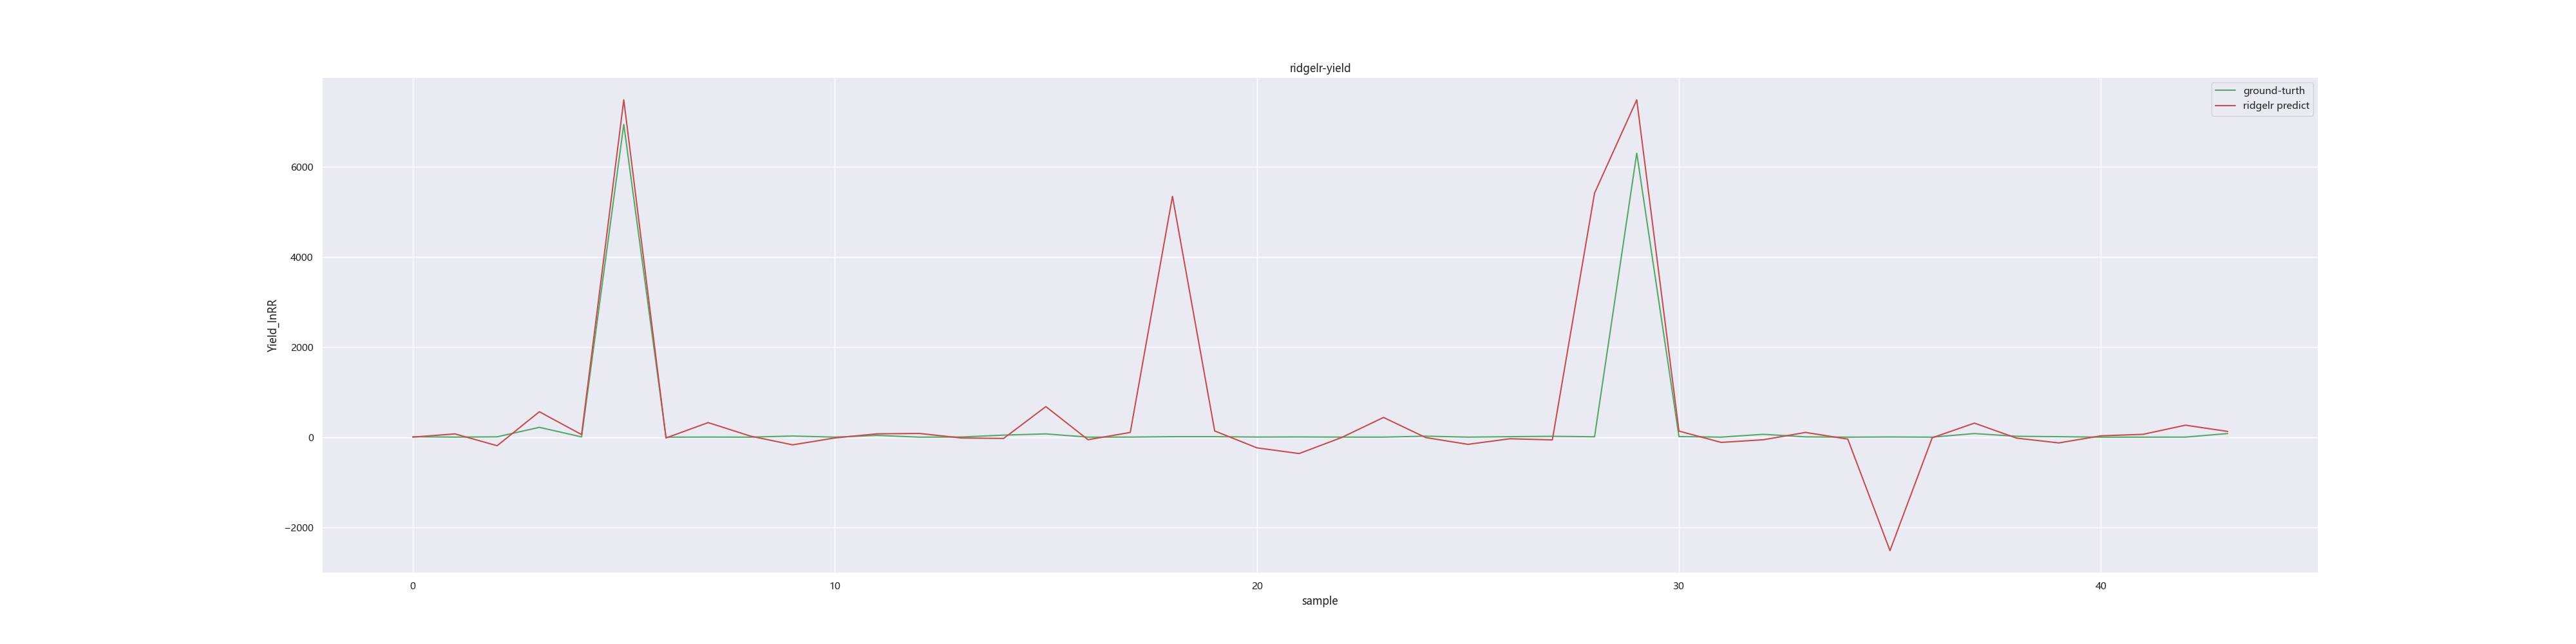 ridgelr-yield
ground-turth
ridgelr predict
6000
4000
2000
0
−2000
Yield_lnRR
0 10 20 30 40
sample